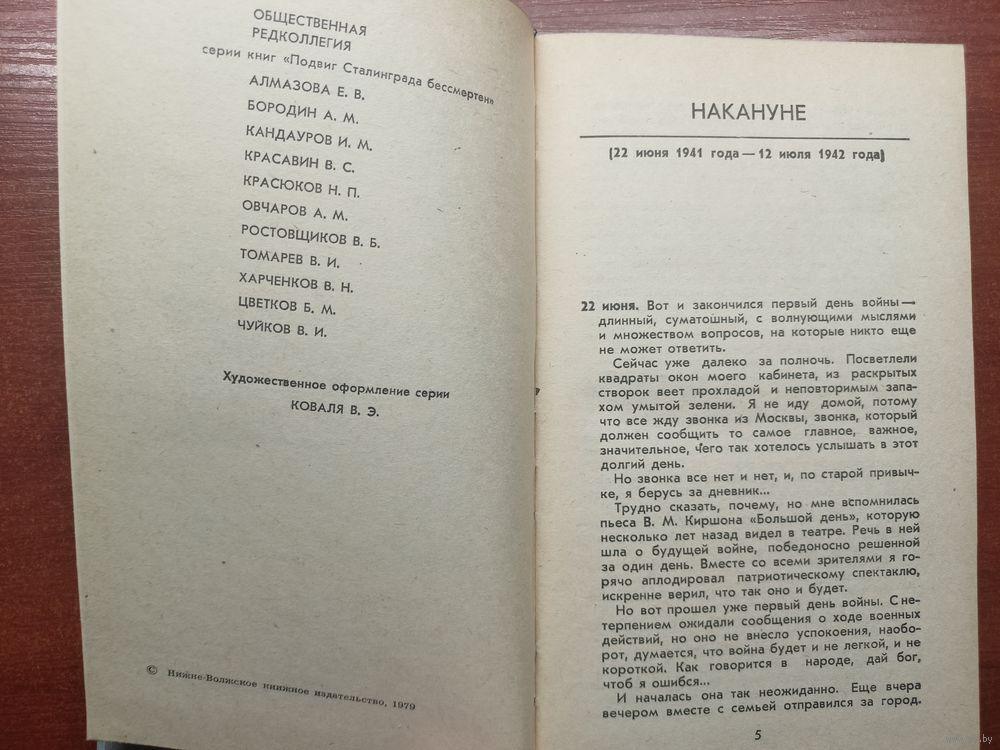 ОБЩЕСТВЕННАЯ
РЕДКОЛЛЕГИЯ
серии книг «Подвиг Сталинграда бессмертен»
АЛМАЗОВА Е. В.
БОРОДИН А. М.
КАНДАУРОВ И. М.
КРАСАВИН В. С.
КРАСЮКОВ Н. П.
ОВЧАРОВ А. М.
РОСТОВЩИКОВ В. Б.
ТОМАРЕВ В. И.
ХАРЧЕНКОВ В. Н.
ЦВЕТКОВ Б. М.
ЧУЙКОВ В. И.
Художественное оформление серии
КОВАЛЯ В. Э.
© Нижне-Волжское книжное издательство, 1979
НАКАНУНЕ
(22 июня 1941 года — 12 июля 1942 года)
22 июня. Вот и закончился первый день войны —
длинный, суматошный, с волнующими мыслями
и множеством вопросов, на которые никто еще
не может ответить.
Сейчас уже далеко за полночь. Посветлели
квадраты окон моего кабинета, из раскрытых
створок веет прохладой и неповторимым запа-
хом умытой зелени. Я не иду домой, потому
что все жду звонка из Москвы, звонка, который
должен сообщить то самое главное, важное,
значительное, чего так хотелось услышать в этот
долгий день.
Но звонка все нет и нет, и, по старой привыч-
ке, я берусь за дневник...
Трудно сказать, почему, но мне вспомнилась
пьеса В. М. Киршона «Большой день», которую
несколько лет назад видел в театре. Речь в ней
шла о будущей войне, победоносно решенной
за один день. Вместе со всеми зрителями я го-
рячо аплодировал патриотическому спектаклю,
искренне верил, что так оно и будет.
Но вот прошел уже первый день войны. С не-
терпением ожидали сообщения о ходе военных
действий, но оно не внесло успокоения, наобо-
рот, думается, что война будет и не легкой, и не
короткой. Как говорится в народе, дай бог,
чтоб я ошибся...
И началась она так неожиданно. Еще вчера
вечером вместе с семьей отправился за город.
5